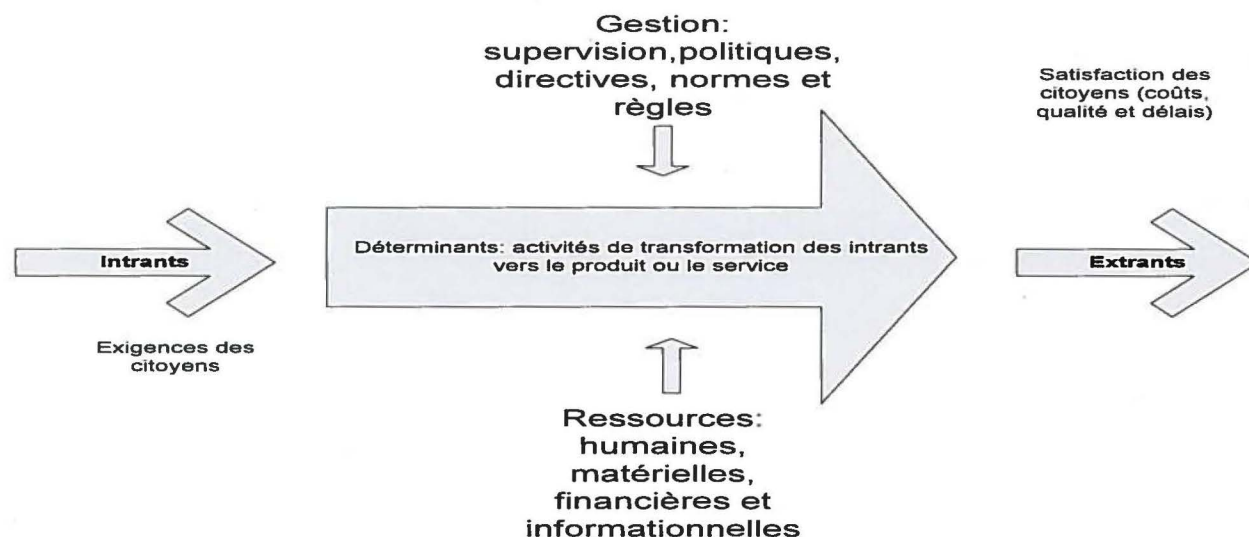 Gestion:
supervision,politiques,
directives, normes et
règles
Satisfaction des
citoyens (coûts,
qualité et délais)
Intrants
Déterminants: activités de transformation des intrants
vers le produit ou le service
Extrants
Exigences des
citoyens
Ressources:
humaines,
matérielles,
financières et
informationnelles